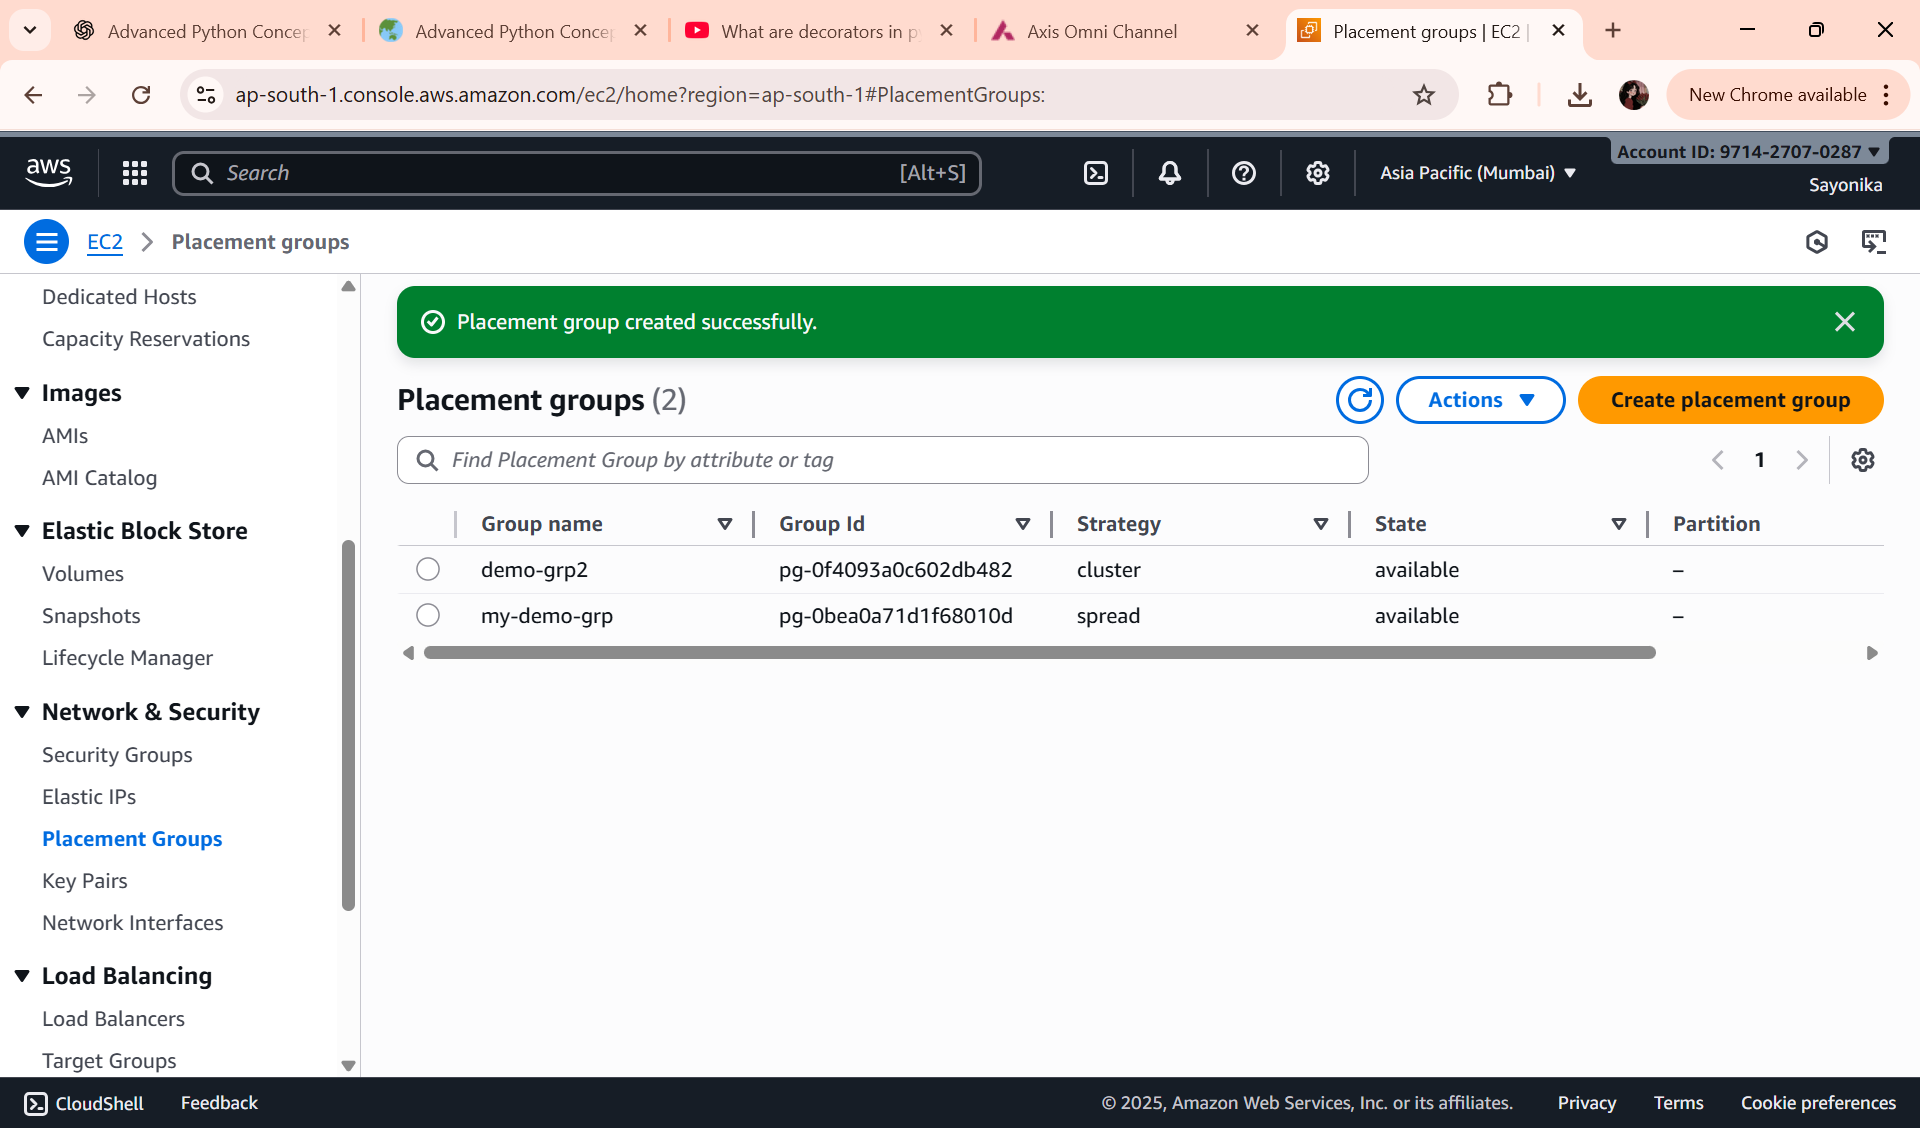 Advanced Python Concep
Advanced Python Concep
What are decorators in p
Axis Omni Channel
Placement groups | EC2 |
ap-south-1.console.aws.amazon.com/ec2/home?region=ap-south-1#PlacementGroups:
New Chrome available
aws
Search
[Alt+S]
Asia Pacific (Mumbai)
Account ID: 9714-2707-0287
Sayonika
EC2
Placement groups
Dedicated Hosts
Capacity Reservations
Images
AMIs
AMI Catalog
Elastic Block Store
Volumes
Snapshots
Lifecycle Manager
Network & Security
Security Groups
Elastic IPs
Placement Groups
Key Pairs
Network Interfaces
Load Balancing
Load Balancers
Target Groups
Placement group created successfully.
Placement groups (2)
Actions
Create placement group
Find Placement Group by attribute or tag
1
Group name Group Id Strategy State Partition
demo-grp2 pg-0f4093a0c602db482 cluster available –
my-demo-grp pg-0bea0a71d1f68010d spread available –
CloudShell Feedback © 2025, Amazon Web Services, Inc. or its affiliates. Privacy Terms Cookie preferences